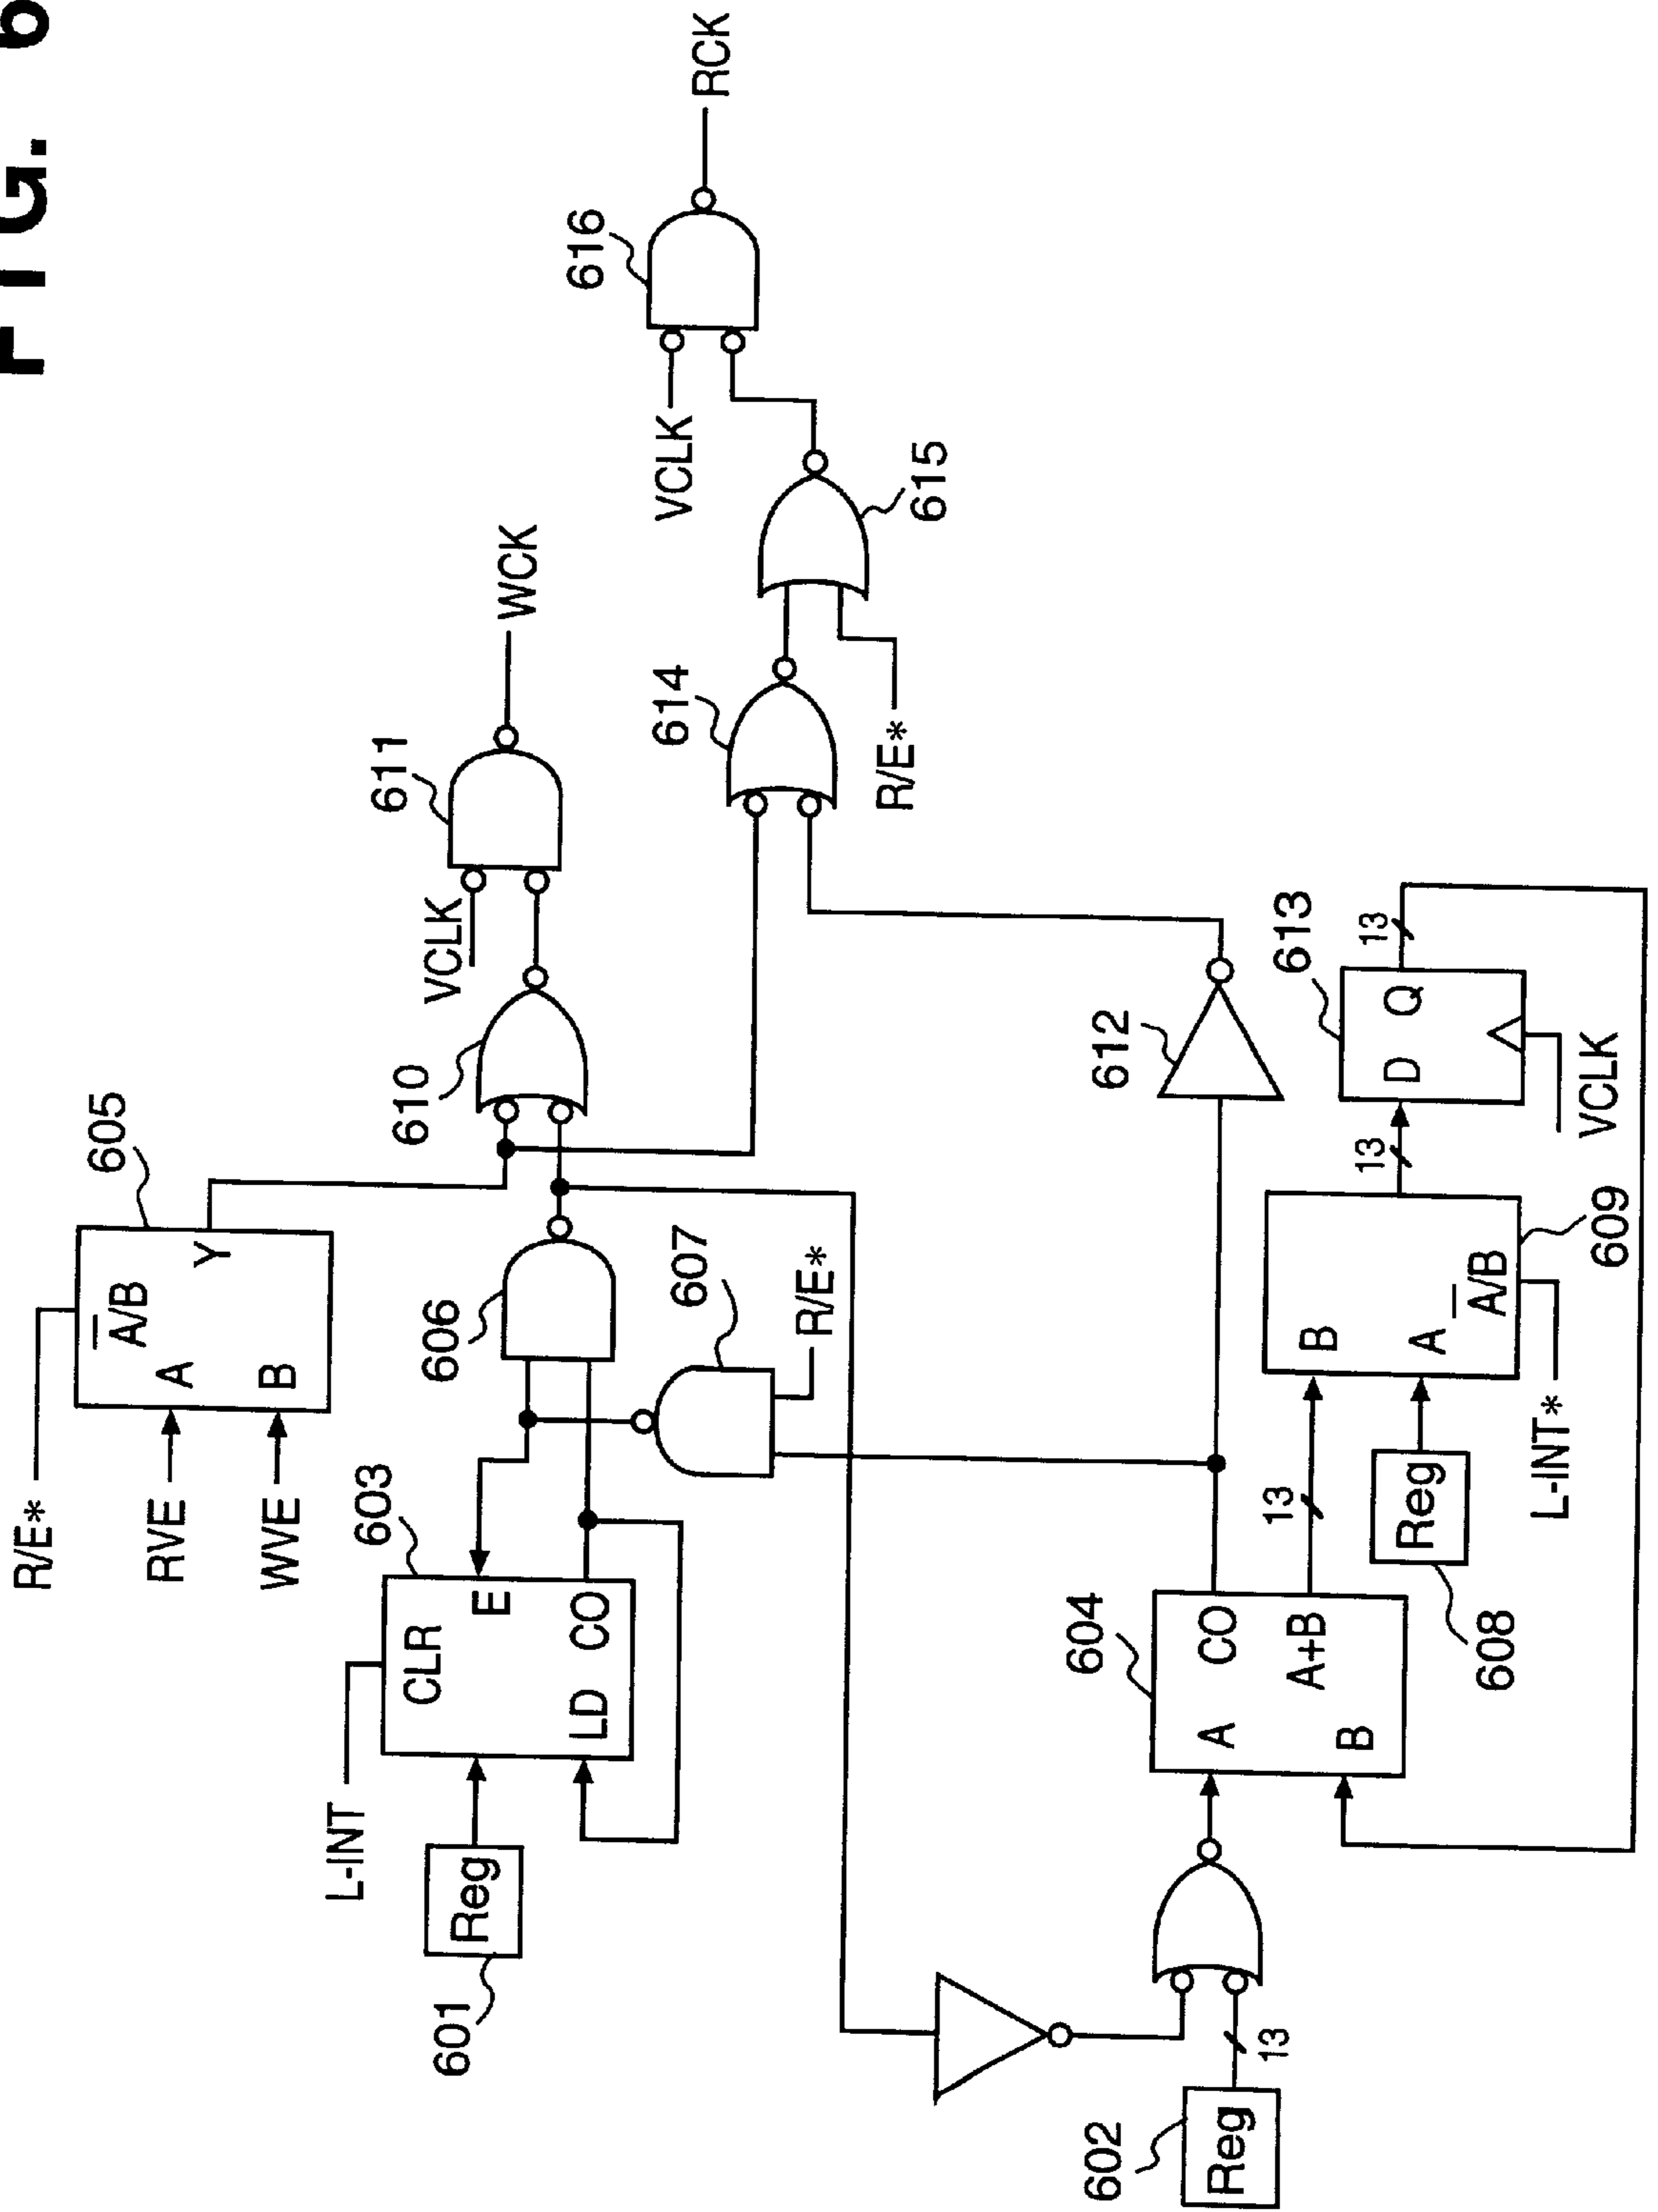 FIG. 6
R/E*
RVE
WVE
A̅/B
A
B
Y
605
L-INT
601
Reg
603
CLR
E
LD
CO
606
607
R/E*
610
VCLK
611
WCK
614
R/E*
615
VCLK
616
RCK
602
Reg
13
604
A
CO
A+B
B
13
608
Reg
L-INT*
B
A
A̅/B
609
13
612
613
D
Q
VCLK
13